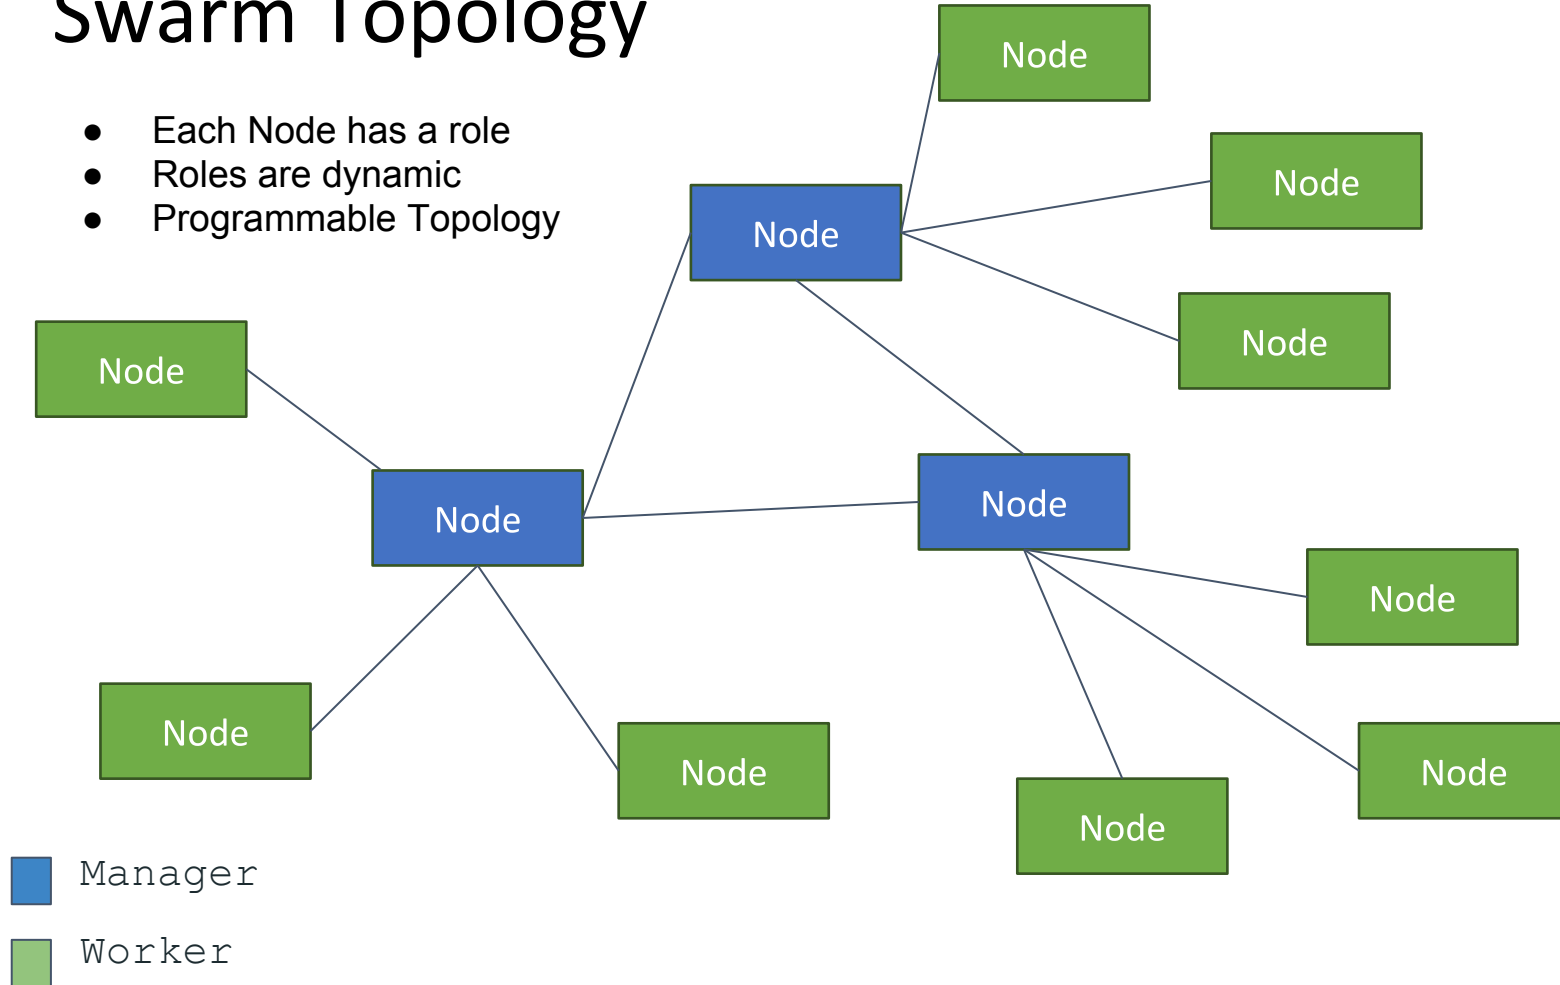 Swarm Topology
● Each Node has a role
● Roles are dynamic
● Programmable Topology
Node
Node
Node
Node
Node
Node
Node
Node
Node
Node
Node
Node
Manager
Worker